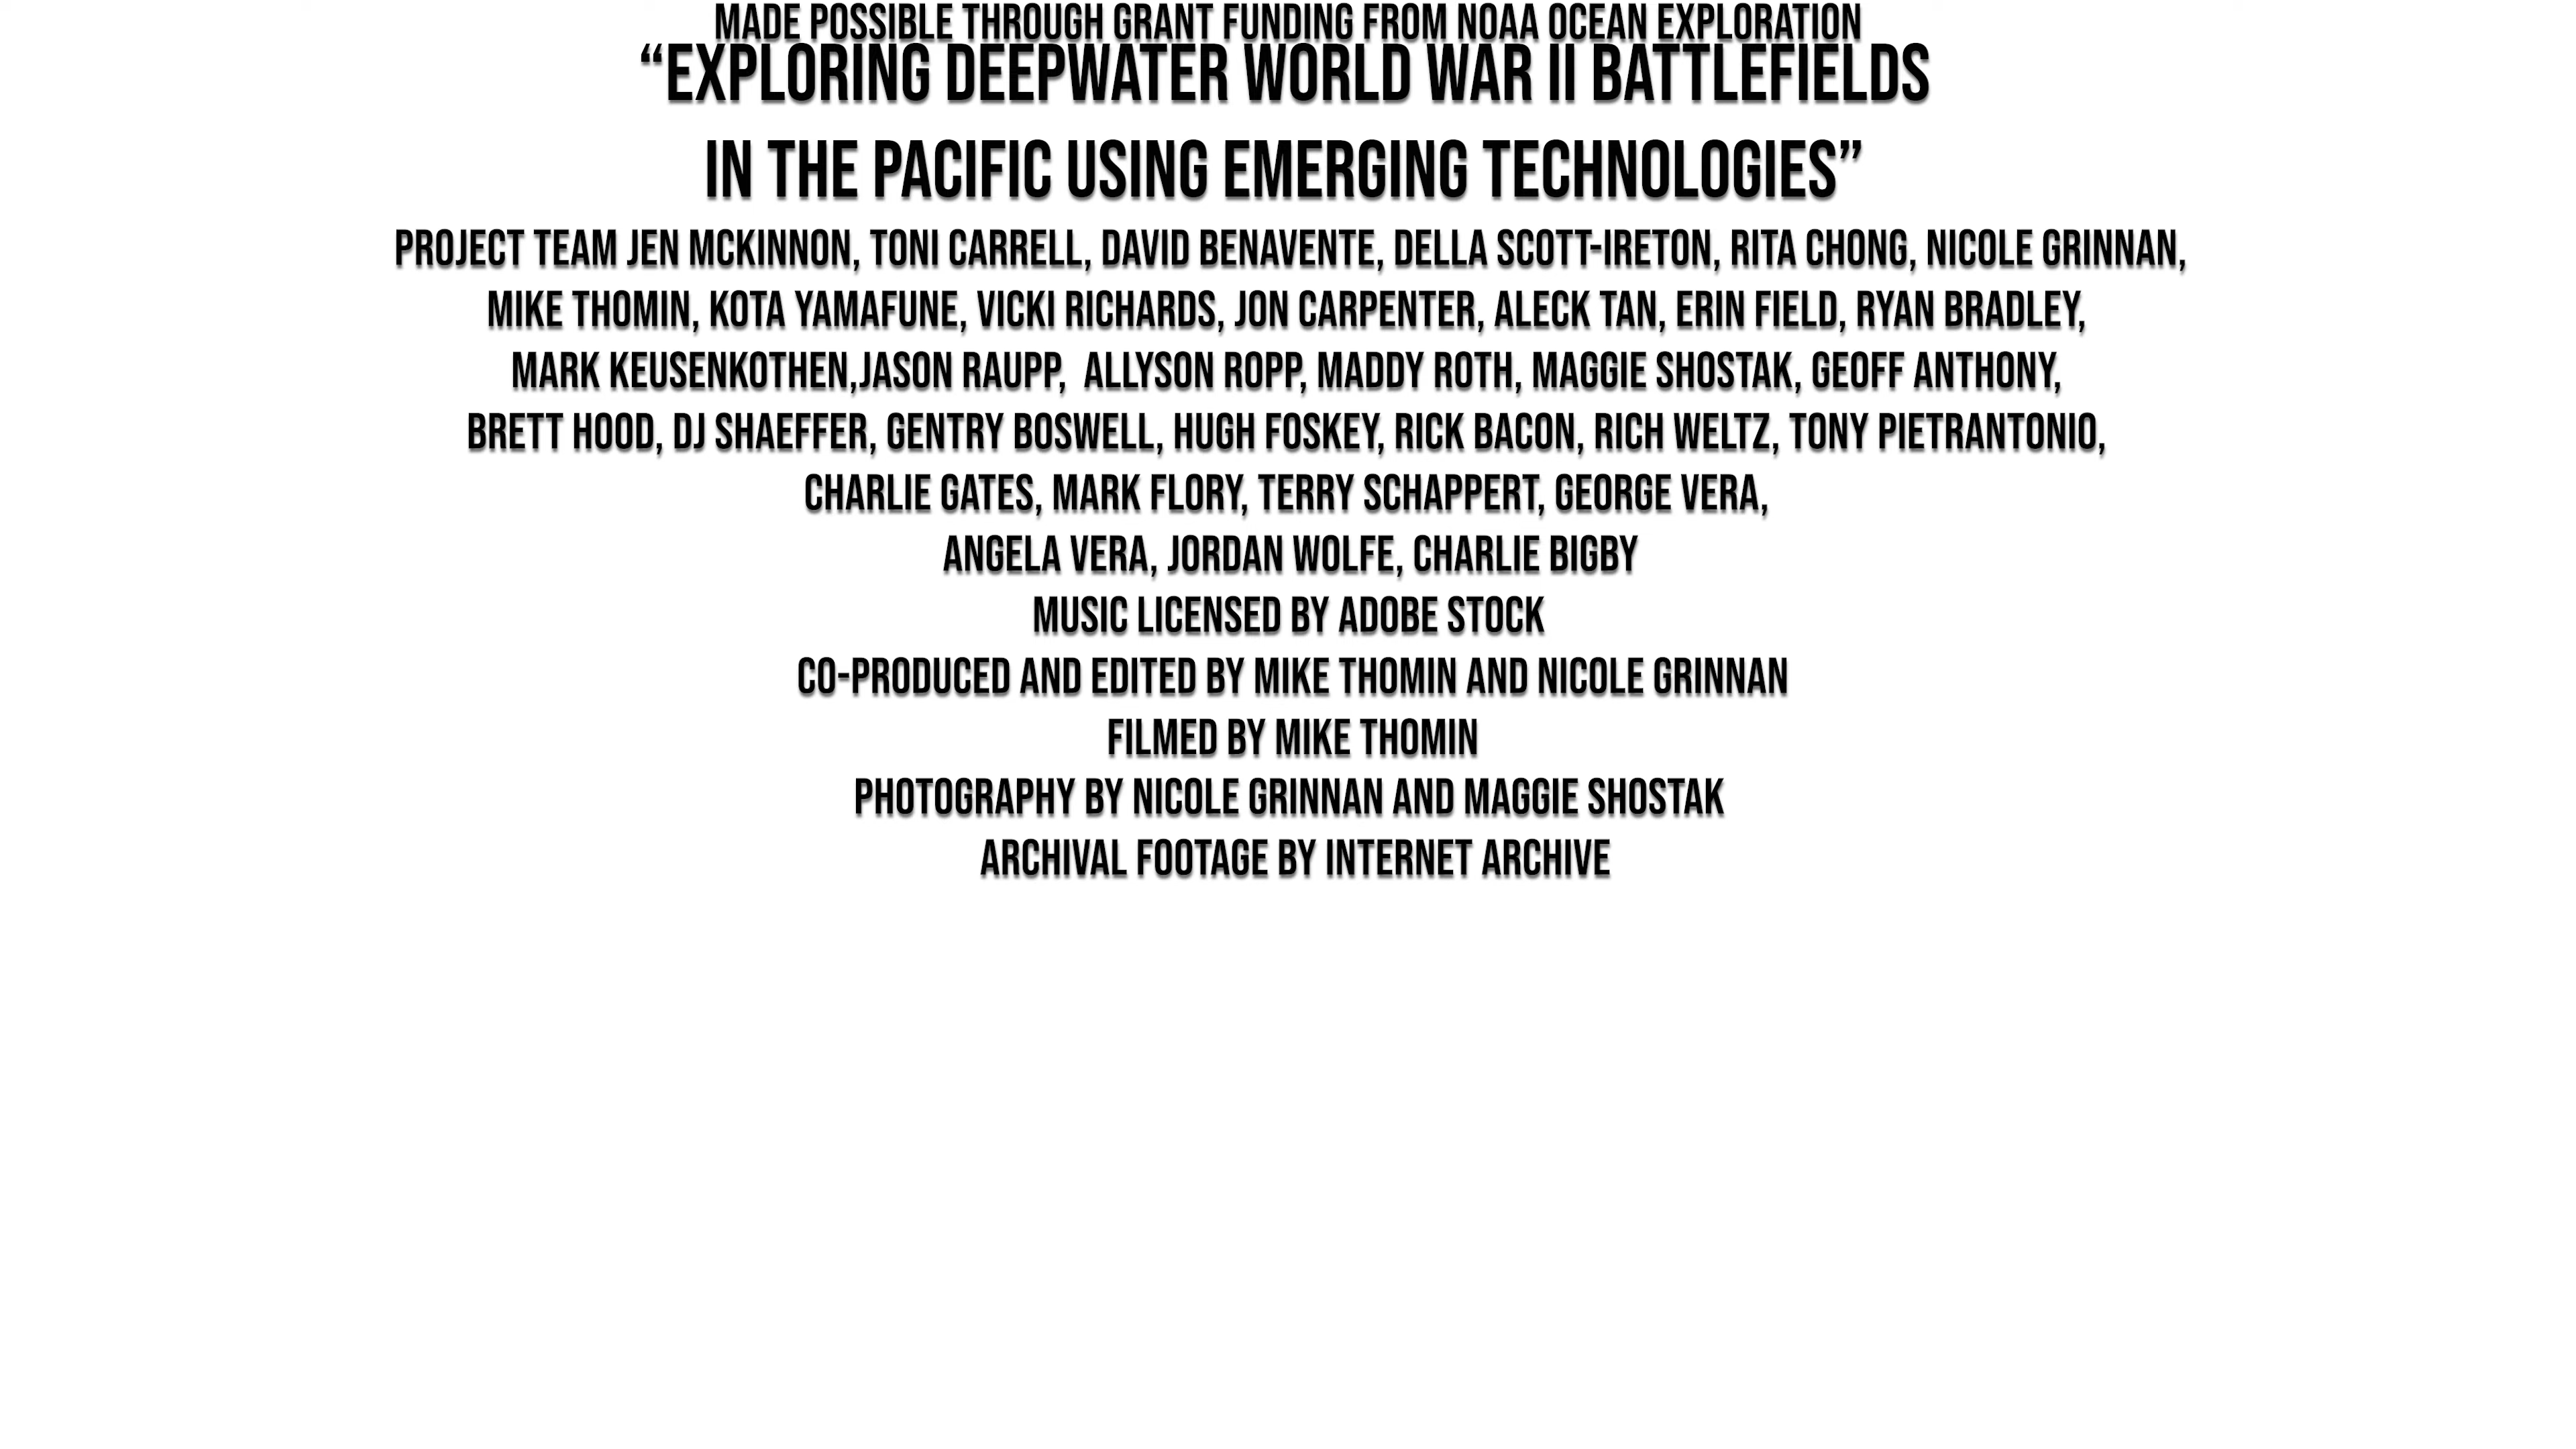 MADE POSSIBLE THROUGH GRANT FUNDING FROM NOAA OCEAN EXPLORATION
“EXPLORING DEEPWATER WORLD WAR II BATTLEFIELDS
IN THE PACIFIC USING EMERGING TECHNOLOGIES”
PROJECT TEAM JEN MCKINNON, TONI CARRELL, DAVID BENAVENTE, DELLA SCOTT-IRETON, RITA CHONG, NICOLE GRINNAN,
MIKE THOMIN, KOTA YAMAFUNE, VICKI RICHARDS, JON CARPENTER, ALECK TAN, ERIN FIELD, RYAN BRADLEY,
MARK KEUSENKOTHEN,JASON RAUPP,  ALLYSON ROPP, MADDY ROTH, MAGGIE SHOSTAK, GEOFF ANTHONY,
BRETT HOOD, DJ SHAEFFER, GENTRY BOSWELL, HUGH FOSKEY, RICK BACON, RICH WELTZ, TONY PIETRANTONIO,
CHARLIE GATES, MARK FLORY, TERRY SCHAPPERT, GEORGE VERA,
ANGELA VERA, JORDAN WOLFE, CHARLIE BIGBY
MUSIC LICENSED BY ADOBE STOCK
CO-PRODUCED AND EDITED BY MIKE THOMIN AND NICOLE GRINNAN
FILMED BY MIKE THOMIN
PHOTOGRAPHY BY NICOLE GRINNAN AND MAGGIE SHOSTAK
ARCHIVAL FOOTAGE BY INTERNET ARCHIVE